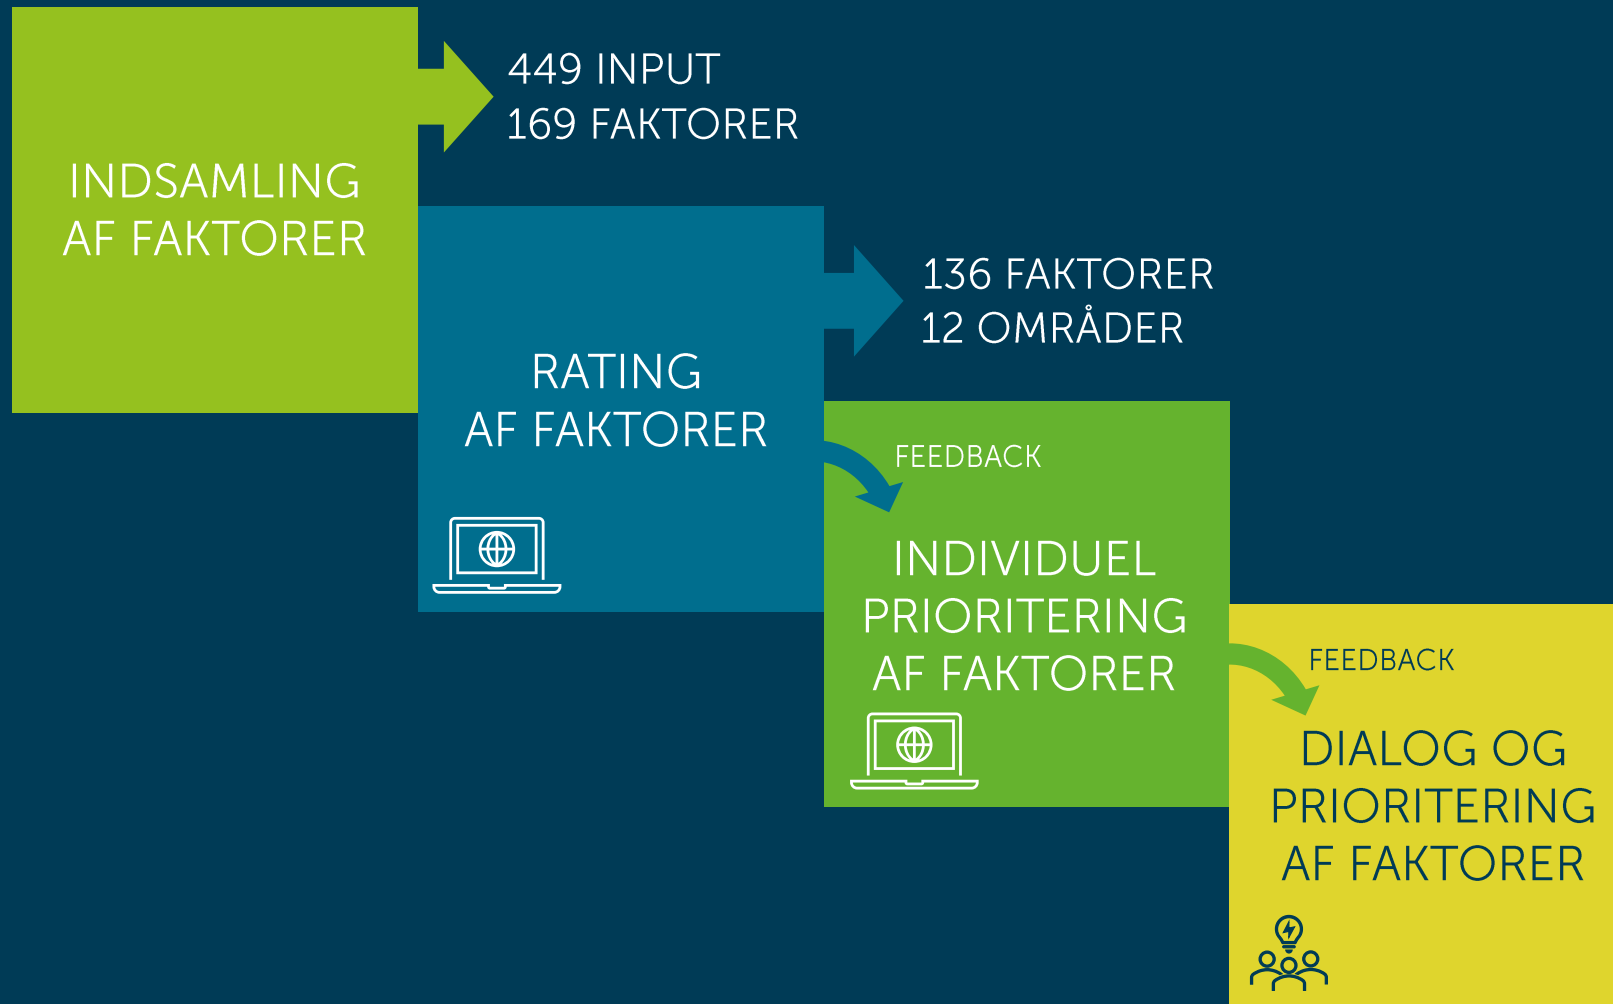 INDSAMLING
AF FAKTORER
449 INPUT
169 FAKTORER
RATING
AF FAKTORER
136 FAKTORER
12 OMRÅDER
FEEDBACK
INDIVIDUEL
PRIORITERING
AF FAKTORER
FEEDBACK
DIALOG OG
PRIORITERING
AF FAKTORER